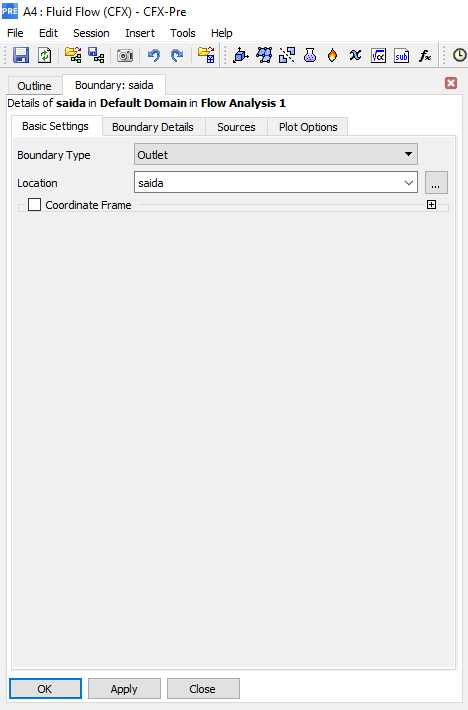 PRE A4 : Fluid Flow (CFX) - CFX-Pre
File Edit Session Insert Tools Help
Outline Boundary: saida
Details of saida in Default Domain in Flow Analysis 1
Basic Settings Boundary Details Sources Plot Options
Boundary Type Outlet
Location saida ...
Coordinate Frame
OK Apply Close